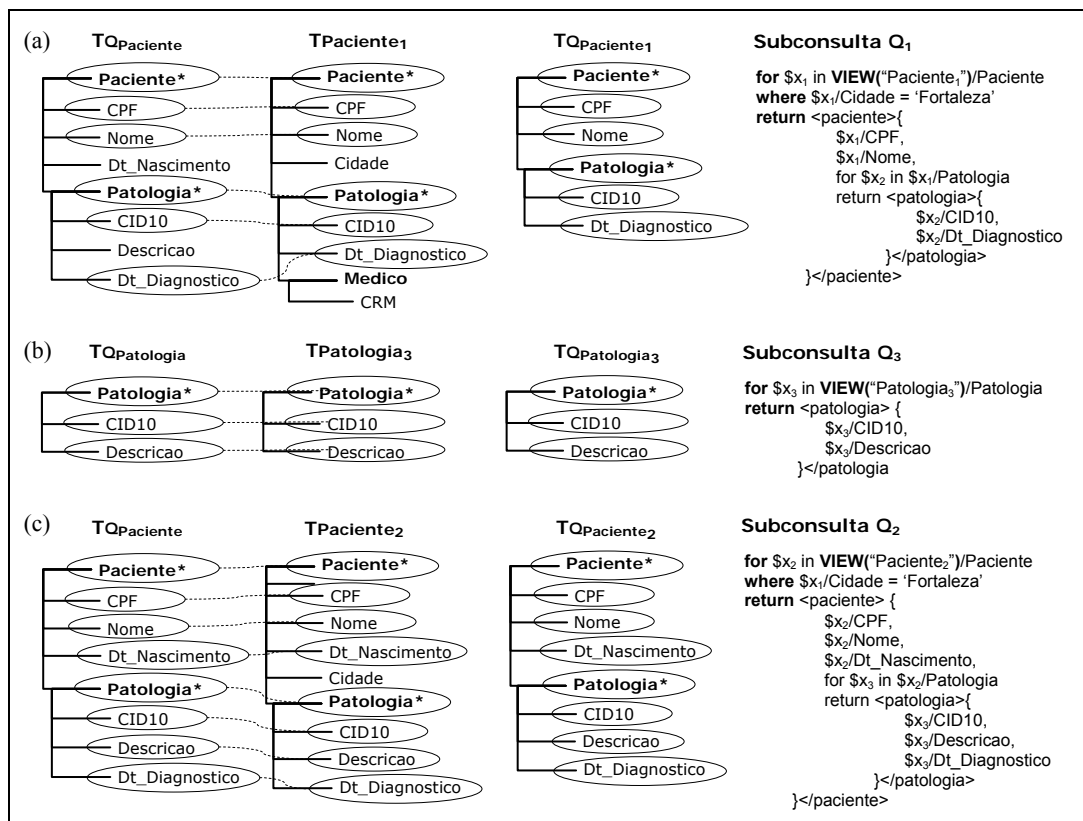 (a)
TQPaciente
Paciente*
CPF
Nome
Dt_Nascimento
Patologia*
CID10
Descricao
Dt_Diagnostico
TPaciente1
Paciente*
CPF
Nome
Cidade
Patologia*
CID10
Dt_Diagnostico
Medico
CRM
TQPaciente1
Paciente*
CPF
Nome
Patologia*
CID10
Dt_Diagnostico
Subconsulta Q1
for $x1 in VIEW(“Paciente1”)/Paciente
where $x1/Cidade = ‘Fortaleza’
return <paciente>{
$x1/CPF,
$x1/Nome,
for $x2 in $x1/Patologia
return <patologia>{
$x2/CID10,
$x2/Dt_Diagnostico
}</patologia>
}</paciente>
(b)
TQPatologia
Patologia*
CID10
Descricao
TPatologia3
Patologia*
CID10
Descricao
TQPatologia3
Patologia*
CID10
Descricao
Subconsulta Q3
for $x3 in VIEW(“Patologia3”)/Patologia
return <patologia> {
$x3/CID10,
$x3/Descricao
}</patologia
(c)
TQPaciente
Paciente*
CPF
Nome
Dt_Nascimento
Patologia*
CID10
Descricao
Dt_Diagnostico
TPaciente2
Paciente*
CPF
Nome
Dt_Nascimento
Cidade
Patologia*
CID10
Descricao
Dt_Diagnostico
TQPaciente2
Paciente*
CPF
Nome
Dt_Nascimento
Patologia*
CID10
Descricao
Dt_Diagnostico
Subconsulta Q2
for $x2 in VIEW(“Paciente2”)/Paciente
where $x1/Cidade = ‘Fortaleza’
return <paciente> {
$x2/CPF,
$x2/Nome,
$x2/Dt_Nascimento,
for $x3 in $x2/Patologia
return <patologia>{
$x3/CID10,
$x3/Descricao,
$x3/Dt_Diagnostico
}</patologia>
}</paciente>